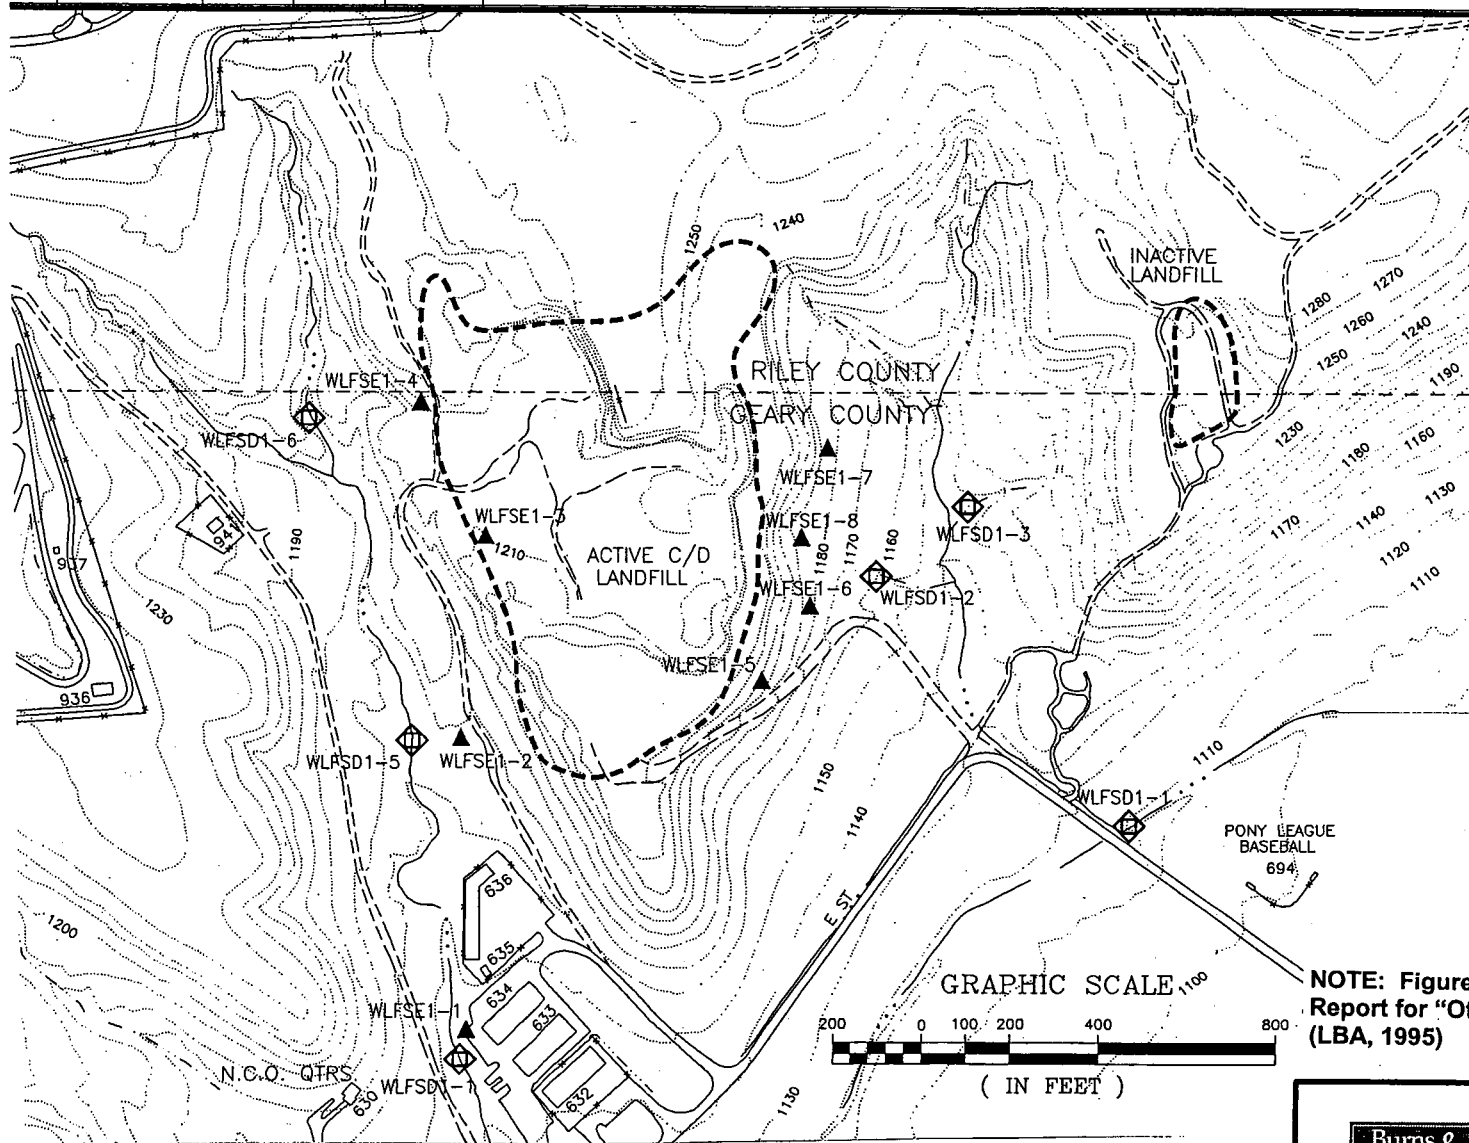 1240
1250
INACTIVE
LANDFILL
1280
1270
1260
1240
1250
1190
RILEY COUNTY
GEARY COUNTY
WLFSE1-4
WLFSD1-6
WLFSE1-7
1230
1160
1180
1130
WLFSE1-3
WLFSE1-8
WLFSD1-3
1140
1170
941
1190
1210
ACTIVE C/D
LANDFILL
1180
1170
1160
1120
1110
937
WLFSE1-6
WLFSD1-2
1230
WLFSE1-5
936
WLFSD1-5
WLFSE1-2
1110
1150
WLFSD1-1
1140
PONY LEAGUE
BASEBALL
694
636
E ST.
1200
635
GRAPHIC SCALE
1100
NOTE: Figure
Report for "Of
(LBA, 1995)
634
WLFSE1-1
633
200 0 100 200 400 800
N.C.O. QTRS
WLFSD1-1
( IN FEET )
630
632
1130
Burns &